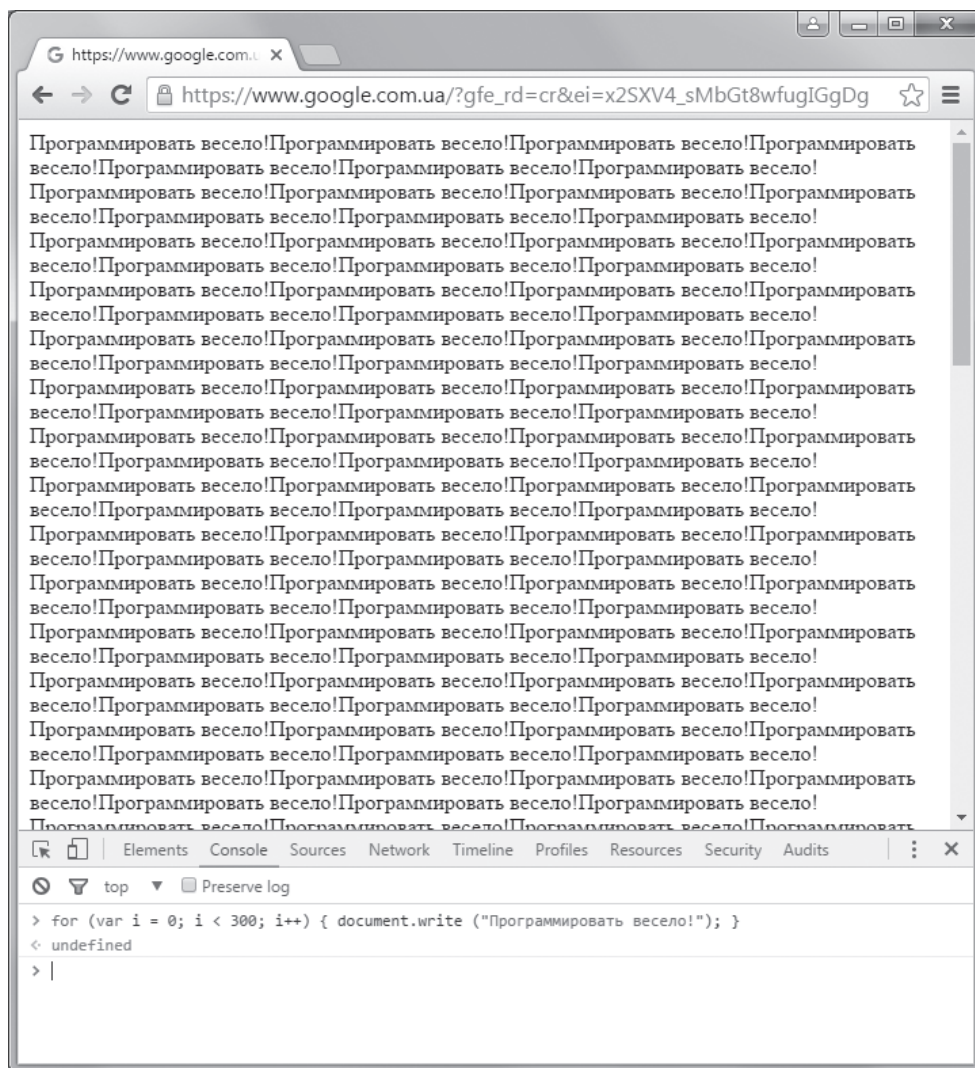 https://www.google.com.u
https://www.google.com.ua/?gfe_rd=cr&ei=x2SXV4_sMbGt8wfugIGgDg
Программировать весело!Программировать весело!Программировать весело!Программировать
весело!Программировать весело!Программировать весело!Программировать весело!
Программировать весело!Программировать весело!Программировать весело!Программировать
весело!Программировать весело!Программировать весело!Программировать весело!
Программировать весело!Программировать весело!Программировать весело!Программировать
весело!Программировать весело!Программировать весело!Программировать весело!
Программировать весело!Программировать весело!Программировать весело!Программировать
весело!Программировать весело!Программировать весело!Программировать весело!
Программировать весело!Программировать весело!Программировать весело!Программировать
весело!Программировать весело!Программировать весело!Программировать весело!
Программировать весело!Программировать весело!Программировать весело!Программировать
весело!Программировать весело!Программировать весело!Программировать весело!
Программировать весело!Программировать весело!Программировать весело!Программировать
весело!Программировать весело!Программировать весело!Программировать весело!
Программировать весело!Программировать весело!Программировать весело!Программировать
весело!Программировать весело!Программировать весело!Программировать весело!
Программировать весело!Программировать весело!Программировать весело!Программировать
весело!Программировать весело!Программировать весело!Программировать весело!
Программировать весело!Программировать весело!Программировать весело!Программировать
весело!Программировать весело!Программировать весело!Программировать весело!
Программировать весело!Программировать весело!Программировать весело!Программировать
весело!Программировать весело!Программировать весело!Программировать весело!
Программировать весело!Программировать весело!Программировать весело!Программировать
весело!Программировать весело!Программировать весело!Программировать весело!
Программировать весело!Программировать весело!Программировать весело!Программировать
весело!Программировать весело!Программировать весело!Программировать весело!
Программировать весело!Программировать весело!Программировать весело!Программировать
весело!Программировать весело!Программировать весело!Программировать весело!
Программировать весело!Программировать весело!Программировать весело!Программировать
Elements Console Sources Network Timeline Profiles Resources Security Audits
top Preserve log
> for (var i = 0; i < 300; i++) { document.write ("Программировать весело!"); }
undefined
>